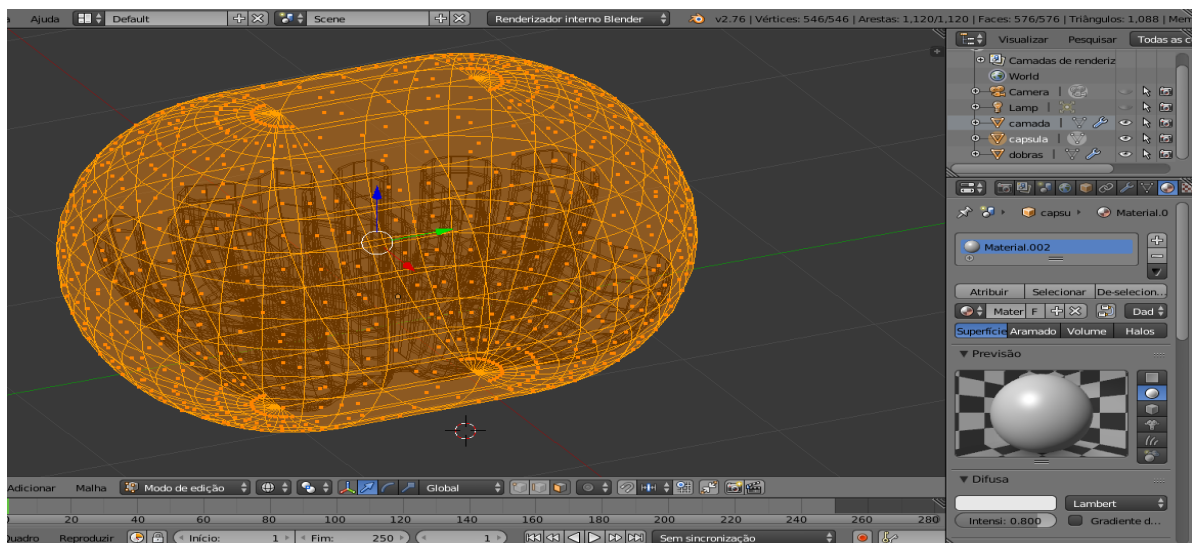 Ajuda Default Scene Renderizador interno Blender v2.76 | Vértices: 546/546 | Arestas: 1,120/1,120 | Faces: 576/576 | Triângulos: 1,088 | Mem
Visualizar Pesquisar Todas as c
Camadas de renderiz
World
Camera
Lamp
camada
capsula
dobras
capsu Material.0
Material.002
Atribuir Selecionar De-selecion...
Mater F Dad
Superfície Aramado Volume Halos
Previsão
Difusa
Lambert
Intensi: 0.800 Gradiente d...
Adicionar Malha Modo de edição Global
20 40 60 80 100 120 140 160 180 200 220 240 260 280
Quadro Reproduzir Início: 1 Fim: 250 1 Sem sincronização